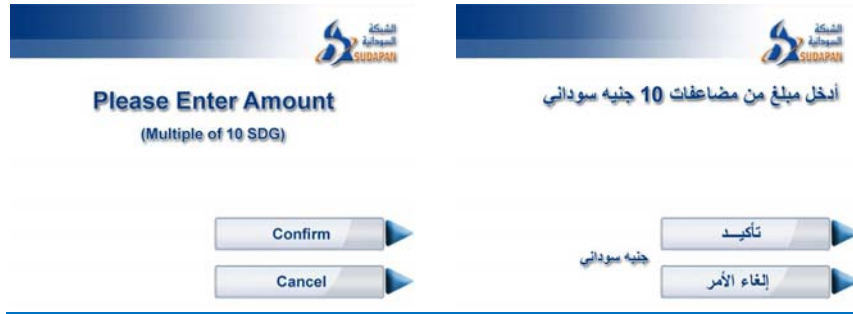 الشبكة
السودانية
SUDAPAN
Please Enter Amount
(Multiple of 10 SDG)
Confirm
Cancel
الشبكة
السودانية
SUDAPAN
أدخل مبلغ من مضاعفات 10 جنيه سوداني
تأكيــد
جنيه سوداني
إلغاء الأمر